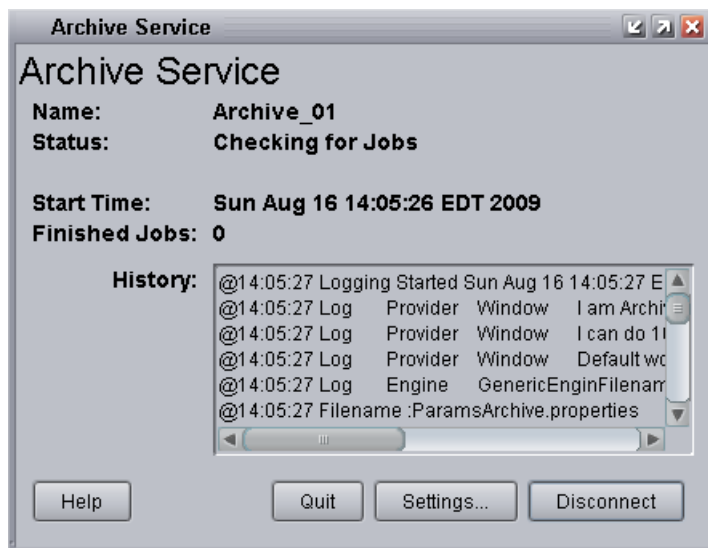 Archive Service
Archive Service
Name: Archive_01
Status: Checking for Jobs
Start Time: Sun Aug 16 14:05:26 EDT 2009
Finished Jobs: 0
History:
@14:05:27 Logging Started Sun Aug 16 14:05:27 E
@14:05:27 Log Provider Window I am Archi
@14:05:27 Log Provider Window I can do 1
@14:05:27 Log Provider Window Default wo
@14:05:27 Log Engine GenericEnginFilenam
@14:05:27 Filename :ParamsArchive.properties
Help Quit Settings... Disconnect